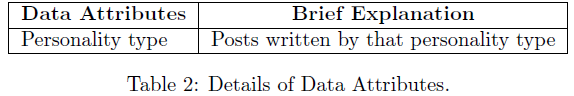 Data Attributes Brief Explanation
Personality type Posts written by that personality type
Table 2: Details of Data Attributes.